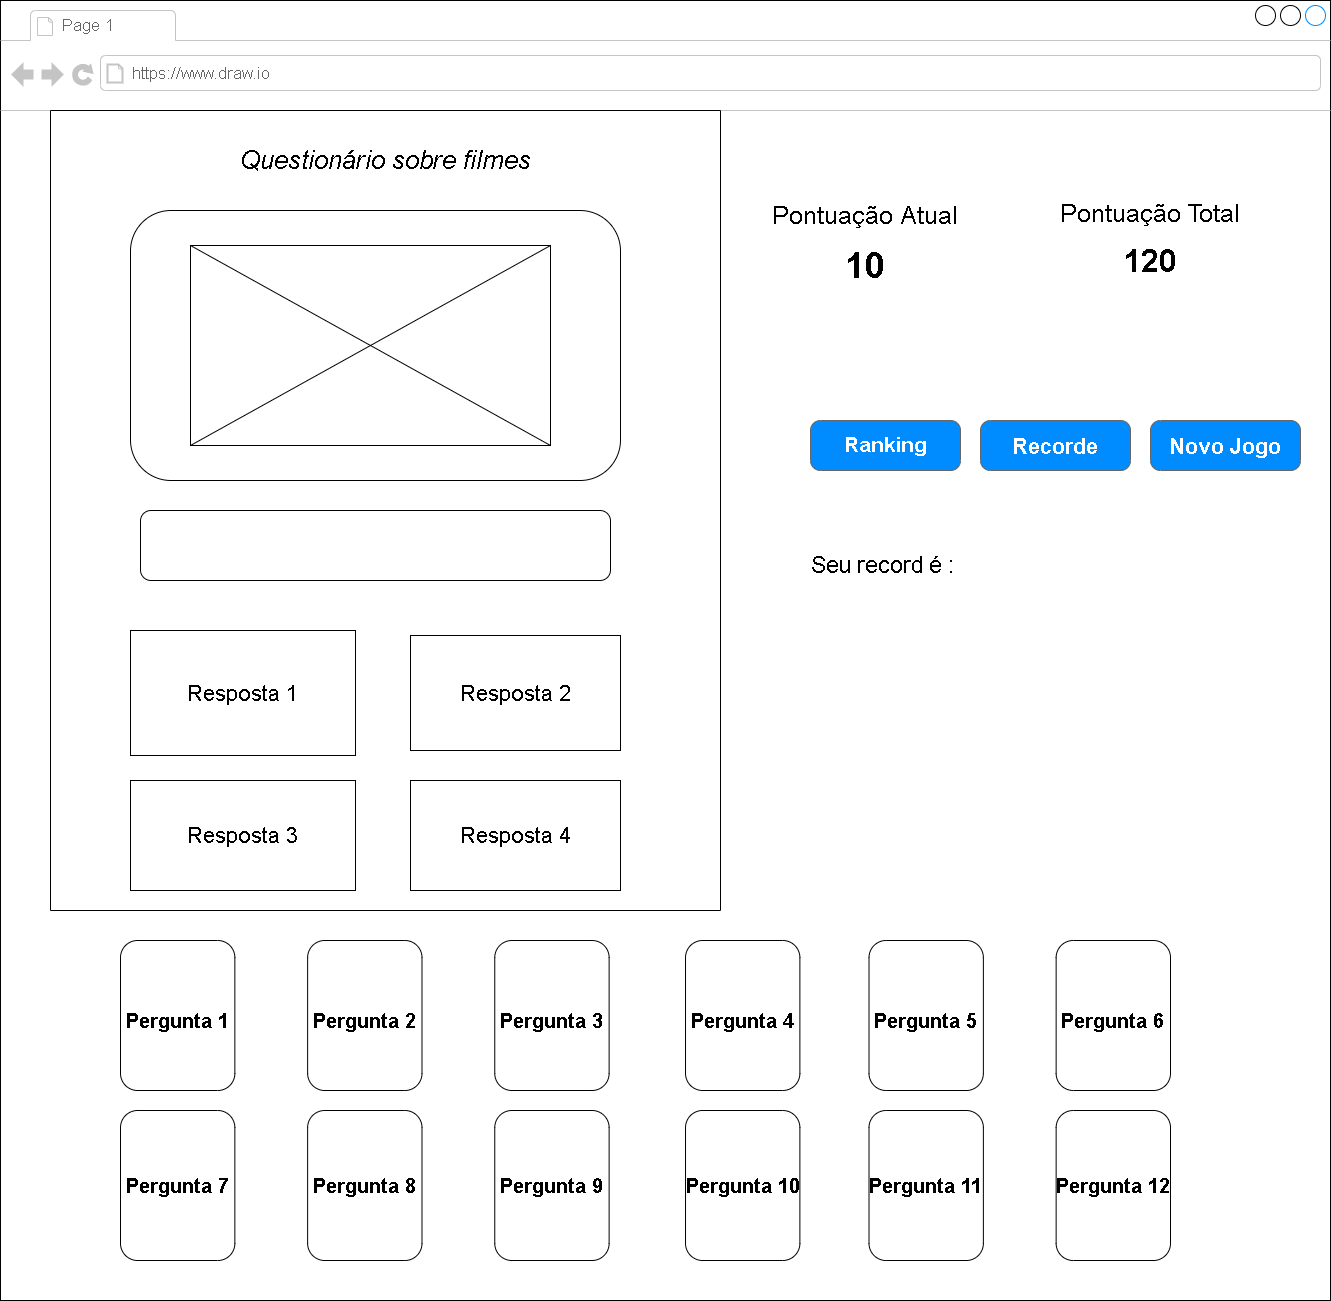 Page 1
https://www.draw.io
Questionário sobre filmes
Pontuação Atual
10
Pontuação Total
120
Ranking
Recorde
Novo Jogo
Seu record é :
Resposta 1
Resposta 2
Resposta 3
Resposta 4
Pergunta 1
Pergunta 2
Pergunta 3
Pergunta 4
Pergunta 5
Pergunta 6
Pergunta 7
Pergunta 8
Pergunta 9
Pergunta 10
Pergunta 11
Pergunta 12